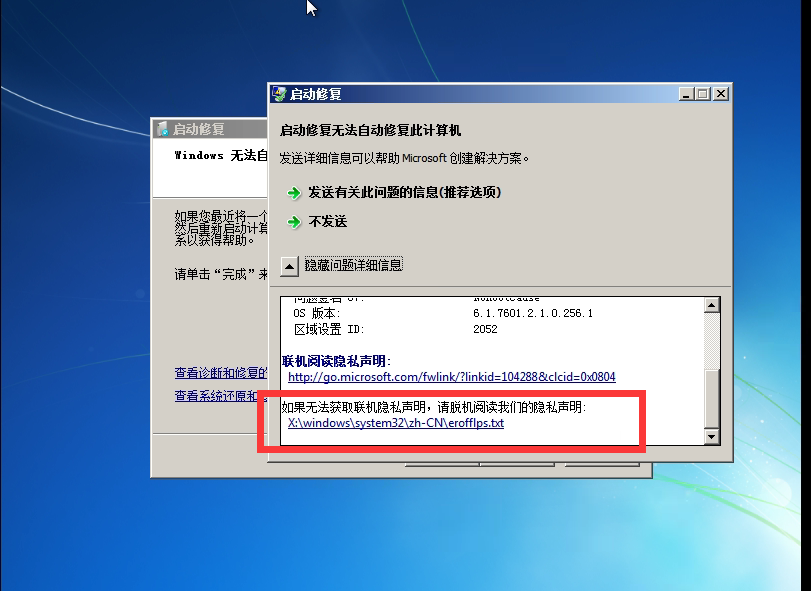 启动修复
启动修复无法自动修复此计算机
发送详细信息可以帮助 Microsoft 创建解决方案。
发送有关此问题的信息(推荐选项)
不发送
隐藏问题详细信息
问题签名 07: NoRootCause
OS 版本: 6.1.7601.2.1.0.256.1
区域设置 ID: 2052
联机阅读隐私声明:
http://go.microsoft.com/fwlink/?linkid=104288&clcid=0x0804
如果无法获取联机隐私声明，请脱机阅读我们的隐私声明:
X:\windows\system32\zh-CN\erofflps.txt
启动修复
Windows 无法自
如果您最近将一个
然后重新启动计算
系以获得帮助。
请单击“完成”来
查看诊断和修复的
查看系统还原和